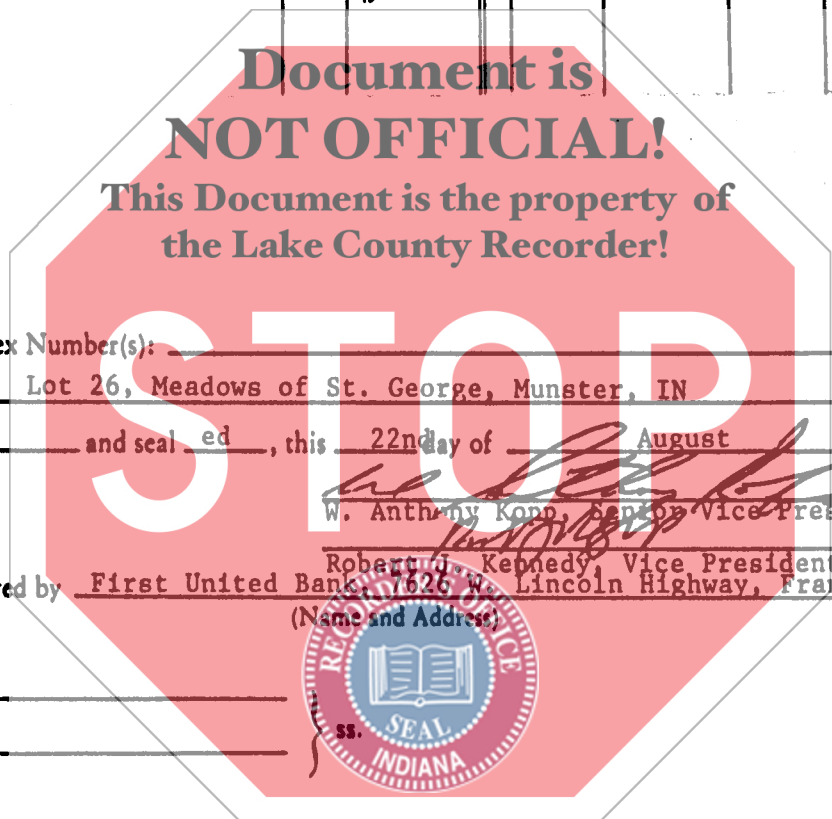 Document is
NOT OFFICIAL!
This Document is the property of
the Lake County Recorder!
STOP
ex Number(s):
Lot 26, Meadows of St. George, Munster, IN
and seal ed, this 22nd day of August
W. Anthony Kopp, Senior Vice Pres
Robert J. Kennedy, Vice President
ed by First United Bank, 7626 W. Lincoln Highway, Fra
(Name and Address)
ss.
RECORDER'S OFFICE
SEAL
INDIANA